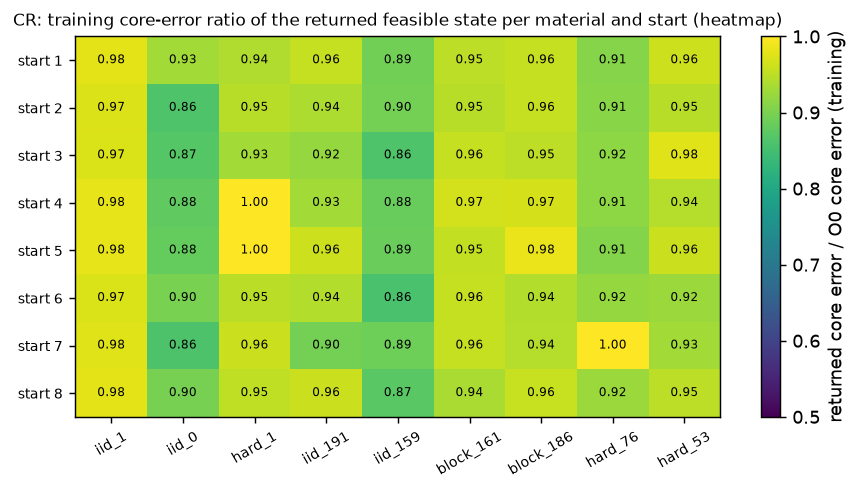 CR: training core-error ratio of the returned feasible state per material and start (heatmap)
start 1 0.98 0.93 0.94 0.96 0.89 0.95 0.96 0.91 0.96
start 2 0.97 0.86 0.95 0.94 0.90 0.95 0.96 0.91 0.95
start 3 0.97 0.87 0.93 0.92 0.86 0.96 0.95 0.92 0.98
start 4 0.98 0.88 1.00 0.93 0.88 0.97 0.97 0.91 0.94
start 5 0.98 0.88 1.00 0.96 0.89 0.95 0.98 0.91 0.96
start 6 0.97 0.90 0.95 0.94 0.86 0.96 0.94 0.92 0.92
start 7 0.98 0.86 0.96 0.90 0.89 0.96 0.94 1.00 0.93
start 8 0.98 0.90 0.95 0.96 0.87 0.94 0.96 0.92 0.95
iid_1 iid_0 hard_1 iid_191 iid_159 block_161 block_186 hard_76 hard_53
1.0
0.9
0.8
0.7
0.6
0.5
returned core error / O0 core error (training)